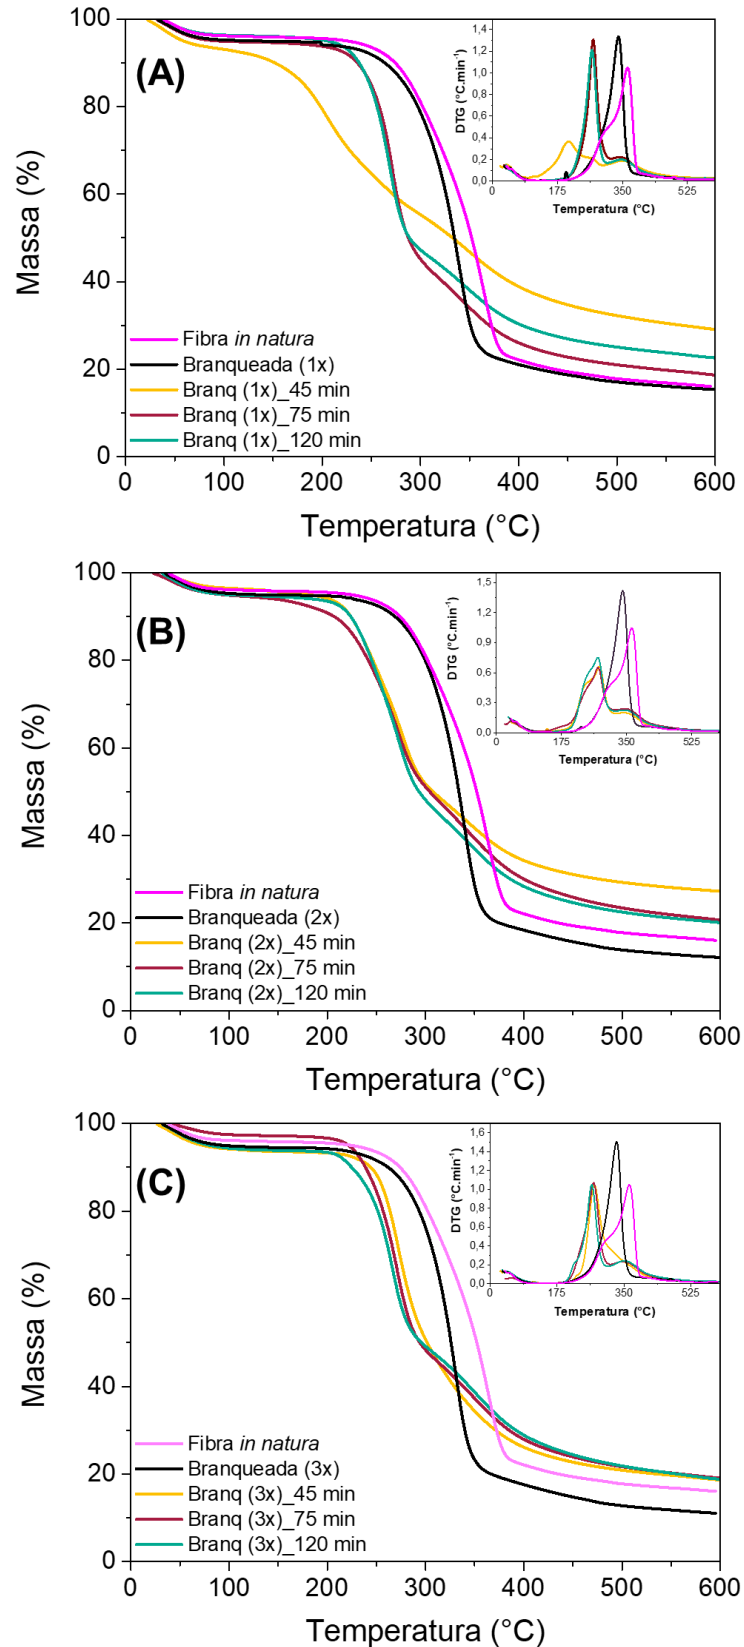 (A)
Massa (%)
100
80
60
40
20
0
0 100 200 300 400 500 600
Temperatura (°C)
Fibra in natura
Branqueada (1x)
Branq (1x)_45 min
Branq (1x)_75 min
Branq (1x)_120 min
DTG (°C.min-1)
1,4
1,2
1,0
0,8
0,6
0,4
0,2
0,0
0 175 350 525
Temperatura (°C)
(B)
Massa (%)
100
80
60
40
20
0
0 100 200 300 400 500 600
Temperatura (°C)
Fibra in natura
Branqueada (2x)
Branq (2x)_45 min
Branq (2x)_75 min
Branq (2x)_120 min
DTG (°C.min-1)
1,5
1,2
0,9
0,6
0,3
0,0
0 175 350 525
Temperatura (°C)
(C)
Massa (%)
100
80
60
40
20
0
0 100 200 300 400 500 600
Temperatura (°C)
Fibra in natura
Branqueada (3x)
Branq (3x)_45 min
Branq (3x)_75 min
Branq (3x)_120 min
DTG (°C.min-1)
1,6
1,4
1,2
1,0
0,8
0,6
0,4
0,2
0,0
0 175 350 525
Temperatura (°C)